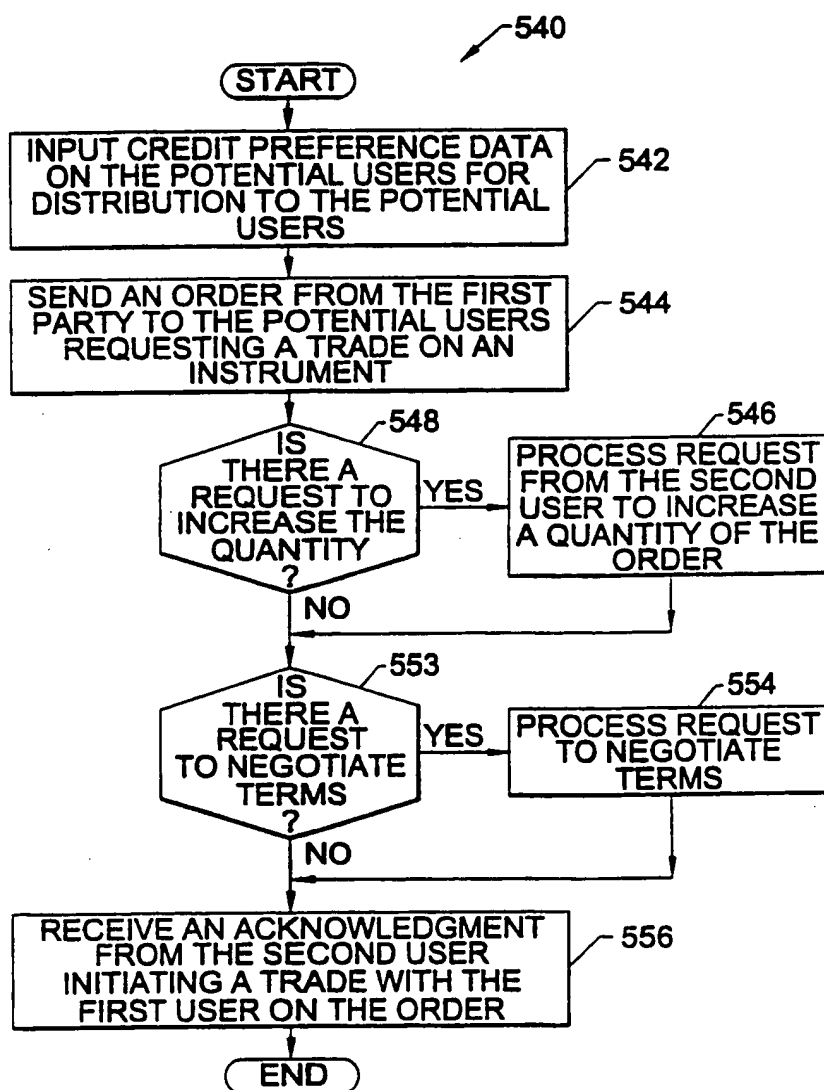 540
START
INPUT CREDIT PREFERENCE DATA
ON THE POTENTIAL USERS FOR
DISTRIBUTION TO THE POTENTIAL
USERS
542
SEND AN ORDER FROM THE FIRST
PARTY TO THE POTENTIAL USERS
REQUESTING A TRADE ON AN
INSTRUMENT
544
548
IS
THERE A
REQUEST TO
INCREASE THE
QUANTITY
?
YES
NO
546
PROCESS REQUEST
FROM THE SECOND
USER TO INCREASE
A QUANTITY OF THE
ORDER
553
IS
THERE A
REQUEST
TO NEGOTIATE
TERMS
?
YES
NO
554
PROCESS REQUEST
TO NEGOTIATE
TERMS
RECEIVE AN ACKNOWLEDGMENT
FROM THE SECOND USER
INITIATING A TRADE WITH THE
FIRST USER ON THE ORDER
556
END